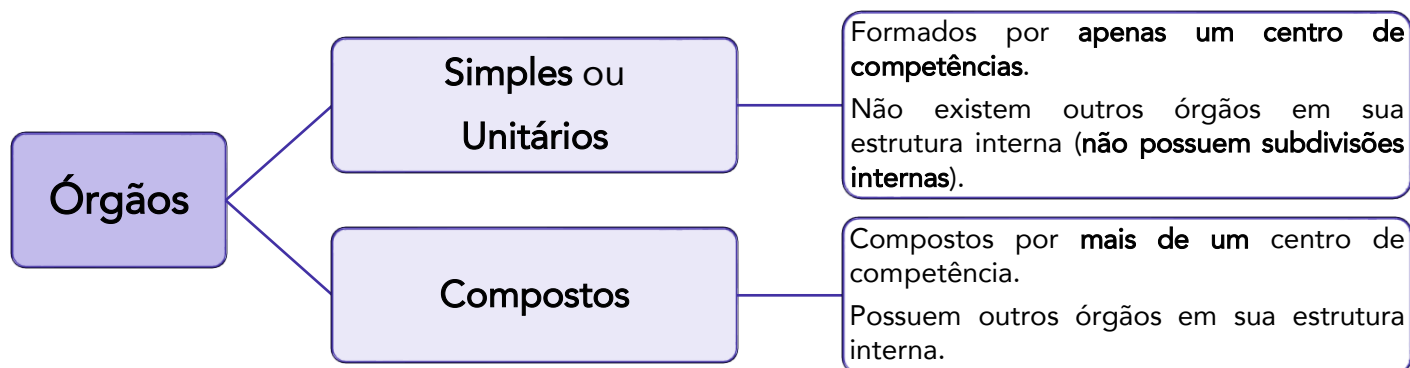 Órgãos
Simples ou
Unitários
Formados por apenas um centro de
competências.
Não existem outros órgãos em sua
estrutura interna (não possuem subdivisões
internas).
Compostos
Compostos por mais de um centro de
competência.
Possuem outros órgãos em sua estrutura
interna.